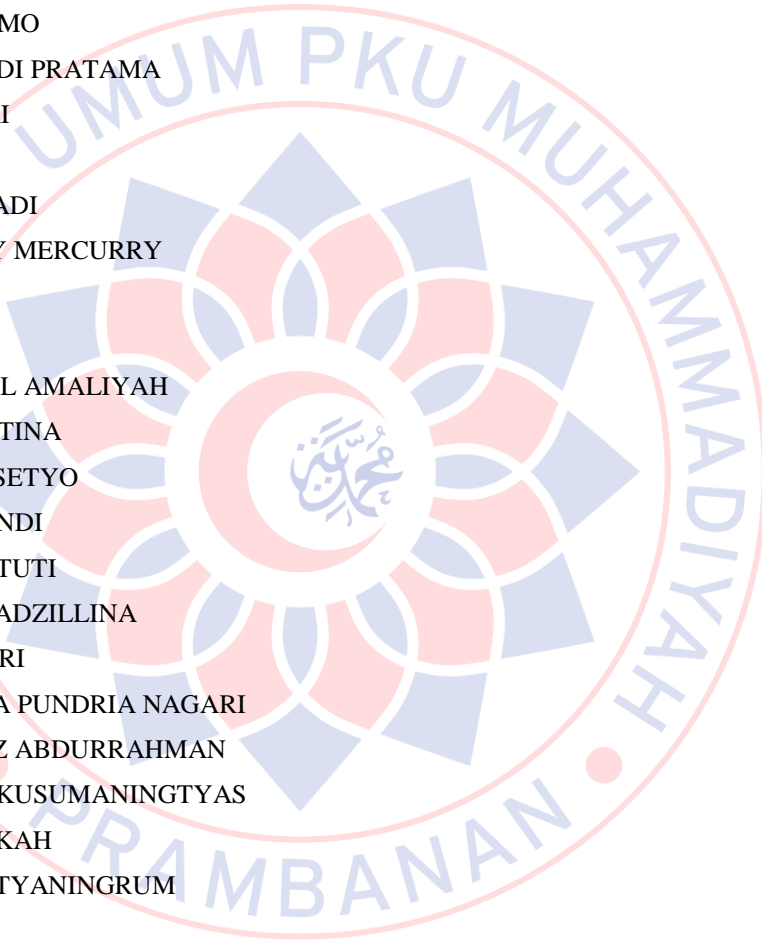 MO
DI PRATAMA
I
ADI
Y MERCURRY
L AMALIYAH
TINA
SETYO
NDI
TUTI
ADZILLINA
RI
A PUNDRIA NAGARI
Z ABDURRAHMAN
KUSUMANINGTYAS
KAH
TYANINGRUM
UMUM PKU MUHAMMADIYAH
PRAMBANAN